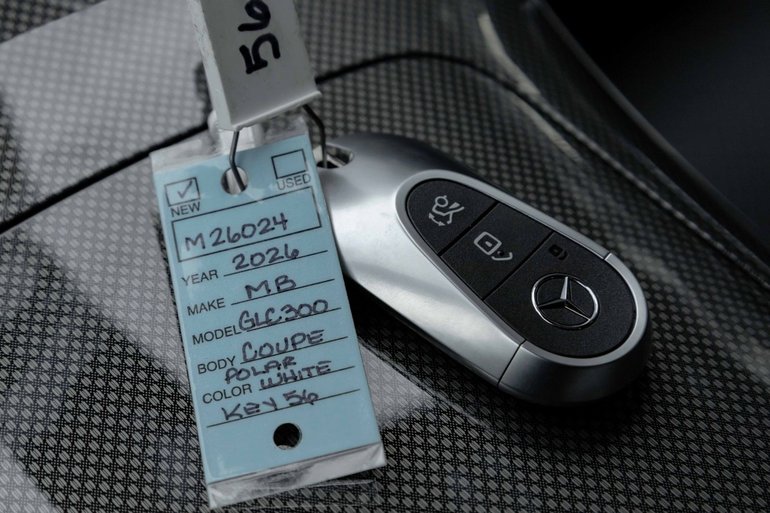 56
NEW
USED
M26024
YEAR 2026
MAKE MB
MODEL GLC300
BODY COUPE
POLAR
COLOR WHITE
KEY 56